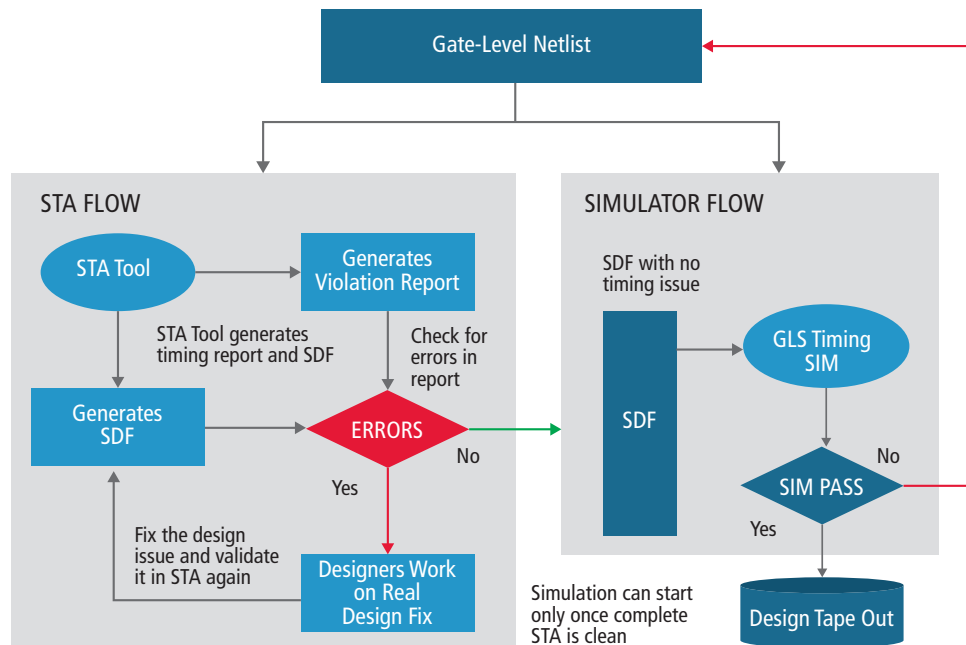 Gate-Level Netlist
STA FLOW
STA Tool
Generates
Violation Report
STA Tool generates
timing report and SDF
Check for
errors in
report
Generates
SDF
ERRORS
No
Yes
Fix the design
issue and validate
it in STA again
Designers Work
on Real
Design Fix
SIMULATOR FLOW
SDF with no
timing issue
SDF
GLS Timing
SIM
SIM PASS
No
Yes
Simulation can start
only once complete
STA is clean
Design Tape Out